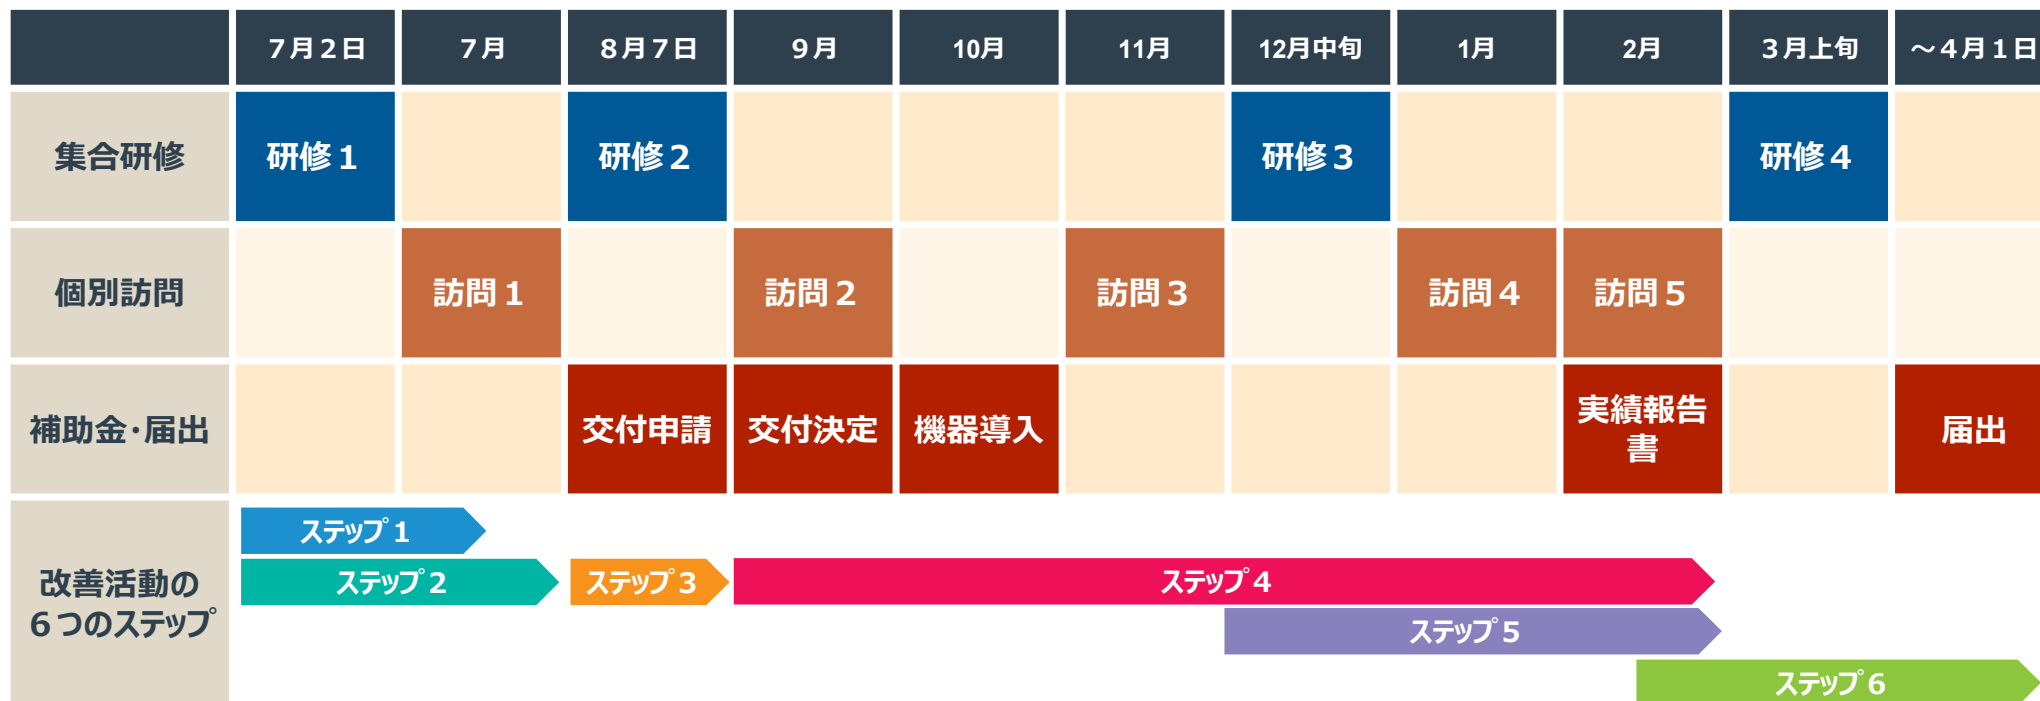 ７月２日 ７月 ８月７日 ９月 10月 11月 12月中旬 1月 2月 ３月上旬 ～４月１日
集合研修 研修１ 研修２ 研修３ 研修４
個別訪問 訪問１ 訪問２ 訪問３ 訪問４ 訪問５
補助金･届出 交付申請 交付決定 機器導入 実績報告
書 届出
改善活動の
６つのステップ
ステップ１
ステップ２ ステップ３ ステップ４
ステップ５
ステップ６